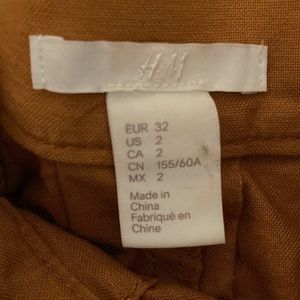 H&M
EUR 32
US 2
CA 2
CN 155/60A
MX 2
Made in
China
Fabriqué en
Chine